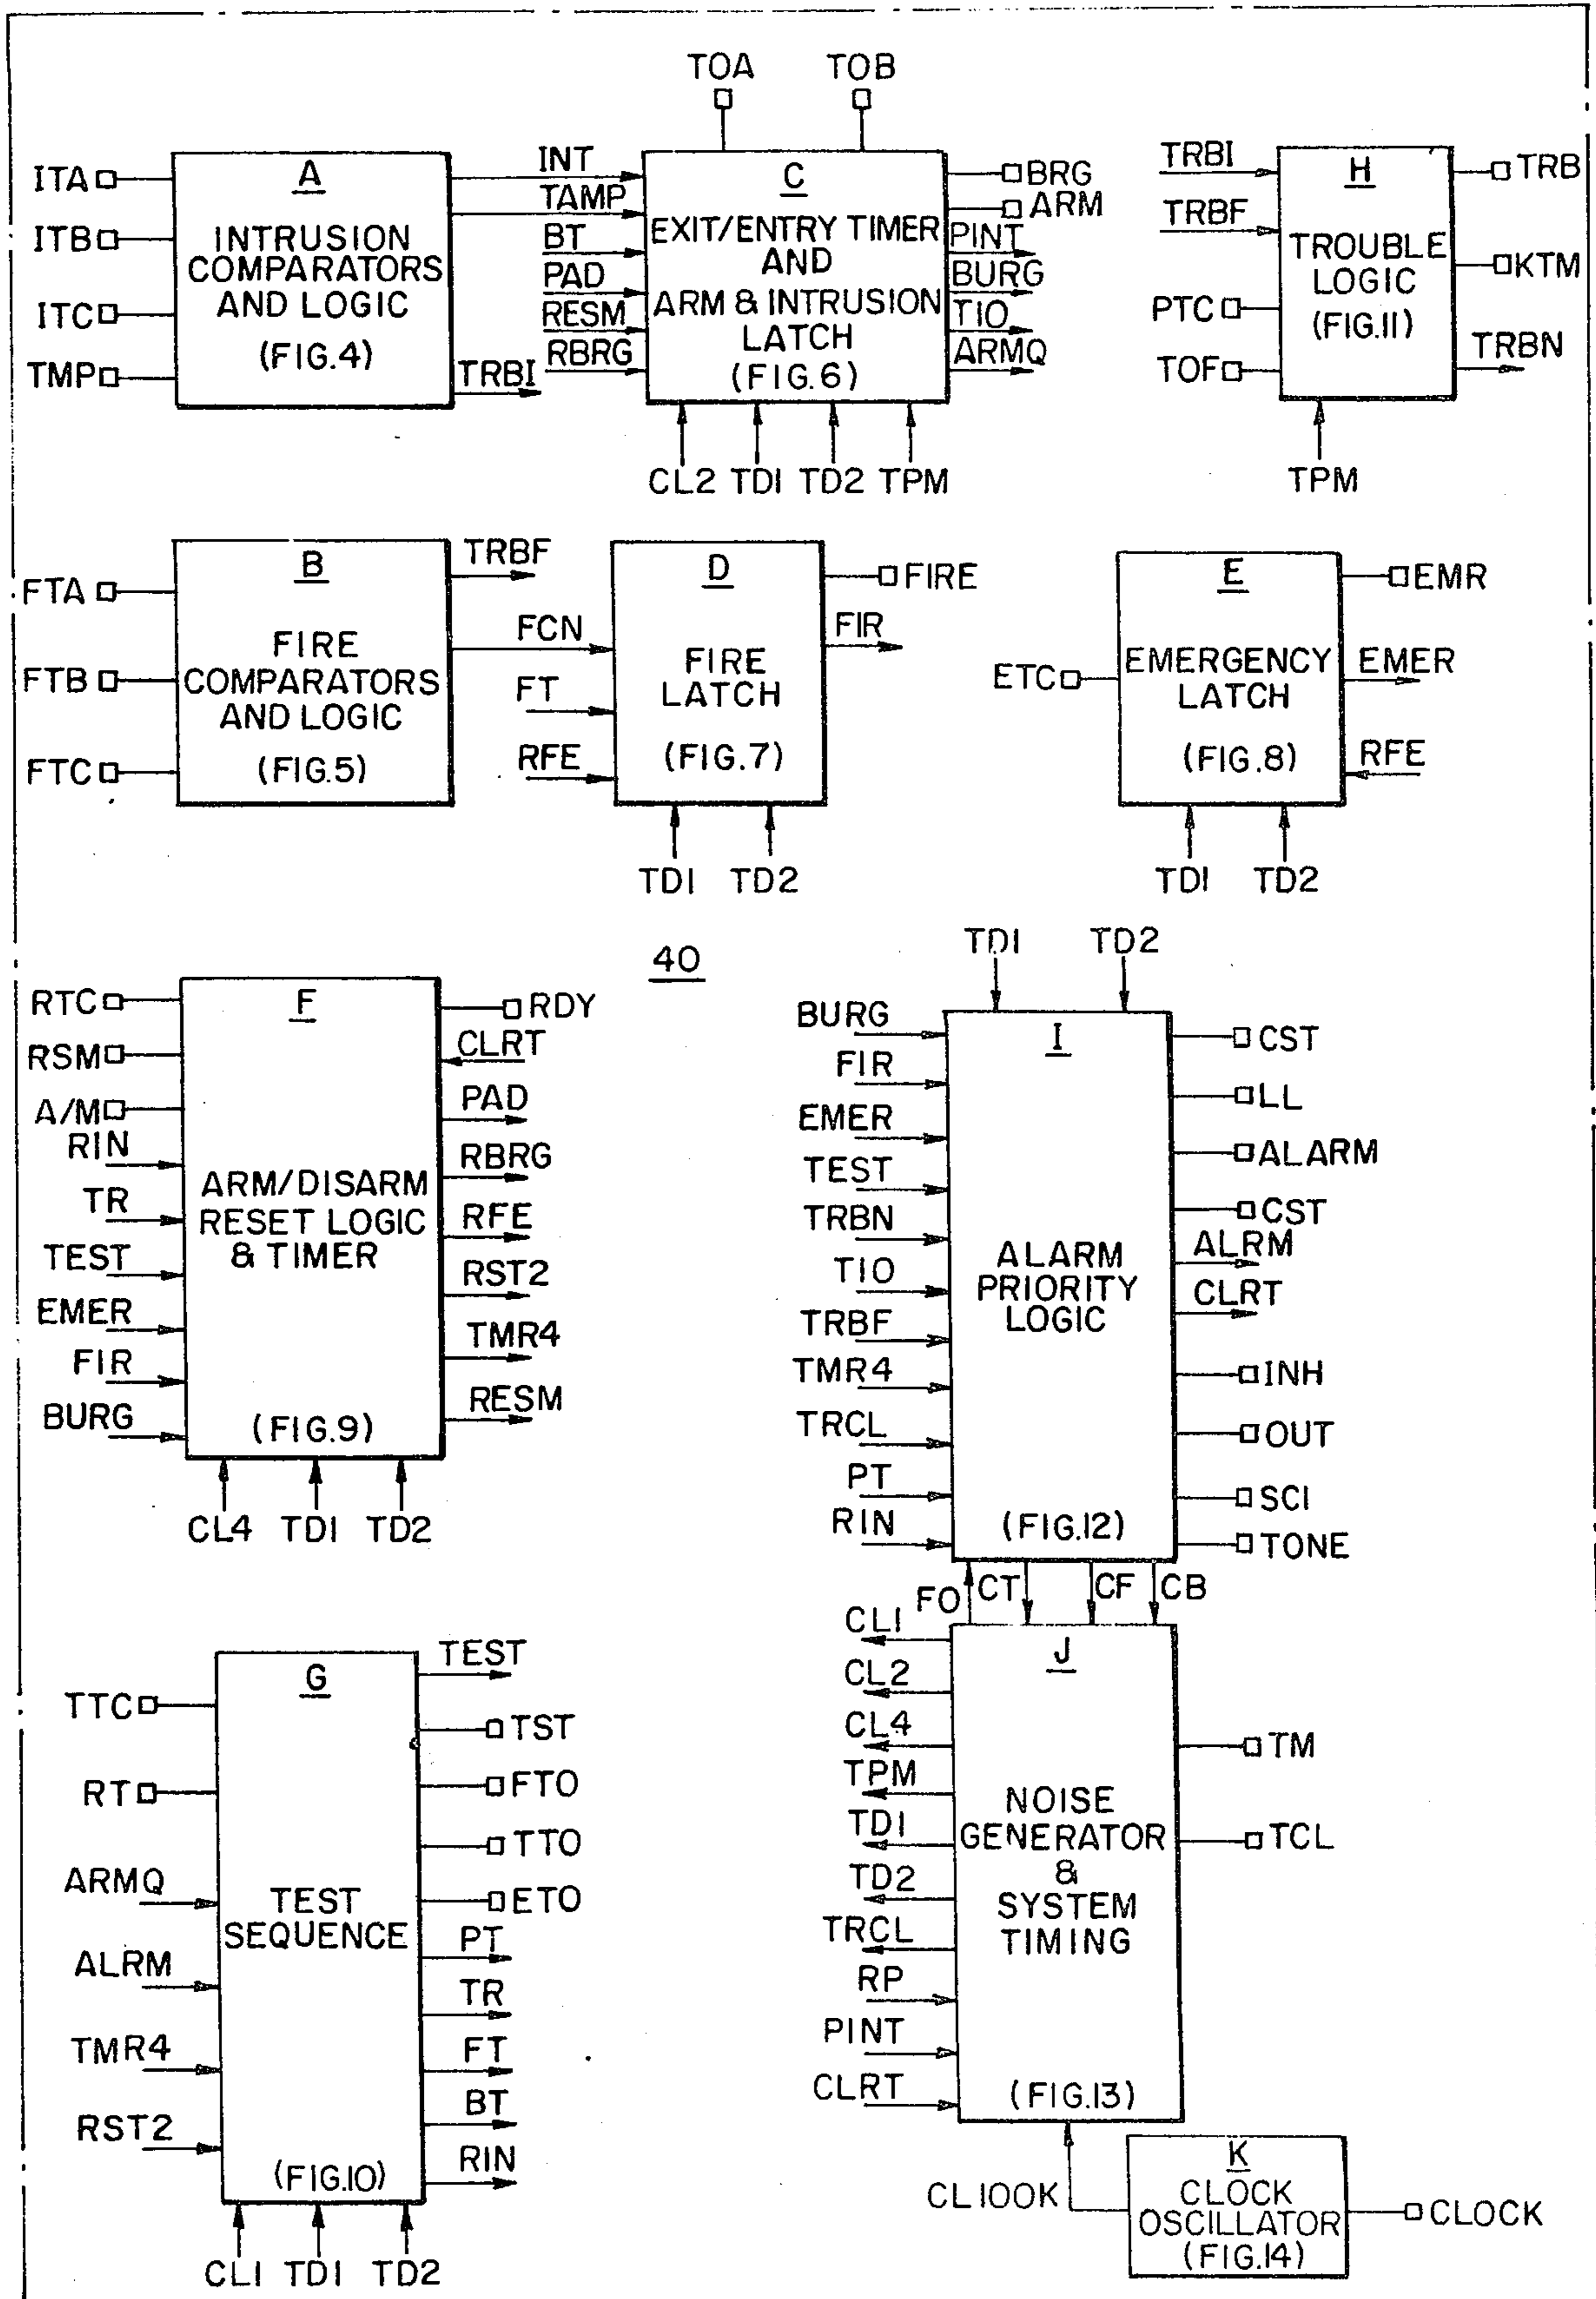 TOA
TOB
ITA
ITB
ITC
TMP
A
INTRUSION
COMPARATORS
AND LOGIC
(FIG.4)
INT
TAMP
BT
PAD
RESM
RBRG
TRBI
C
EXIT/ENTRY TIMER
AND
ARM & INTRUSION
LATCH
(FIG.6)
BRG
ARM
PINT
BURG
TIO
ARMQ
CL2
TD1
TD2
TPM
TRBI
TRBF
PTC
TOF
H
TROUBLE
LOGIC
(FIG.11)
TRB
KTM
TRBN
TPM
FTA
FTB
FTC
B
FIRE
COMPARATORS
AND LOGIC
(FIG.5)
TRBF
FCN
FT
RFE
D
FIRE
LATCH
(FIG.7)
FIRE
FIR
TD1
TD2
ETC
E
EMERGENCY
LATCH
(FIG.8)
EMR
EMER
RFE
TD1
TD2
40
RTC
RSM
A/M
RIN
TR
TEST
EMER
FIR
BURG
F
ARM/DISARM
RESET LOGIC
& TIMER
(FIG.9)
RDY
CLRT
PAD
RBRG
RFE
RST2
TMR4
RESM
CL4
TD1
TD2
TD1
TD2
BURG
FIR
EMER
TEST
TRBN
TIO
TRBF
TMR4
TRCL
PT
RIN
I
ALARM
PRIORITY
LOGIC
(FIG.12)
CST
LL
ALARM
CST
ALRM
CLRT
INH
OUT
SCI
TONE
FO
CT
CF
CB
TTC
RT
ARMQ
ALRM
TMR4
RST2
G
TEST
SEQUENCE
(FIG.10)
TEST
TST
FTO
TTO
ETO
PT
TR
FT
BT
RIN
CL1
TD1
TD2
CL1
CL2
CL4
TPM
TD1
TD2
TRCL
RP
PINT
CLRT
J
NOISE
GENERATOR
&
SYSTEM
TIMING
(FIG.13)
TM
TCL
CL100K
K
CLOCK
OSCILLATOR
(FIG.14)
CLOCK